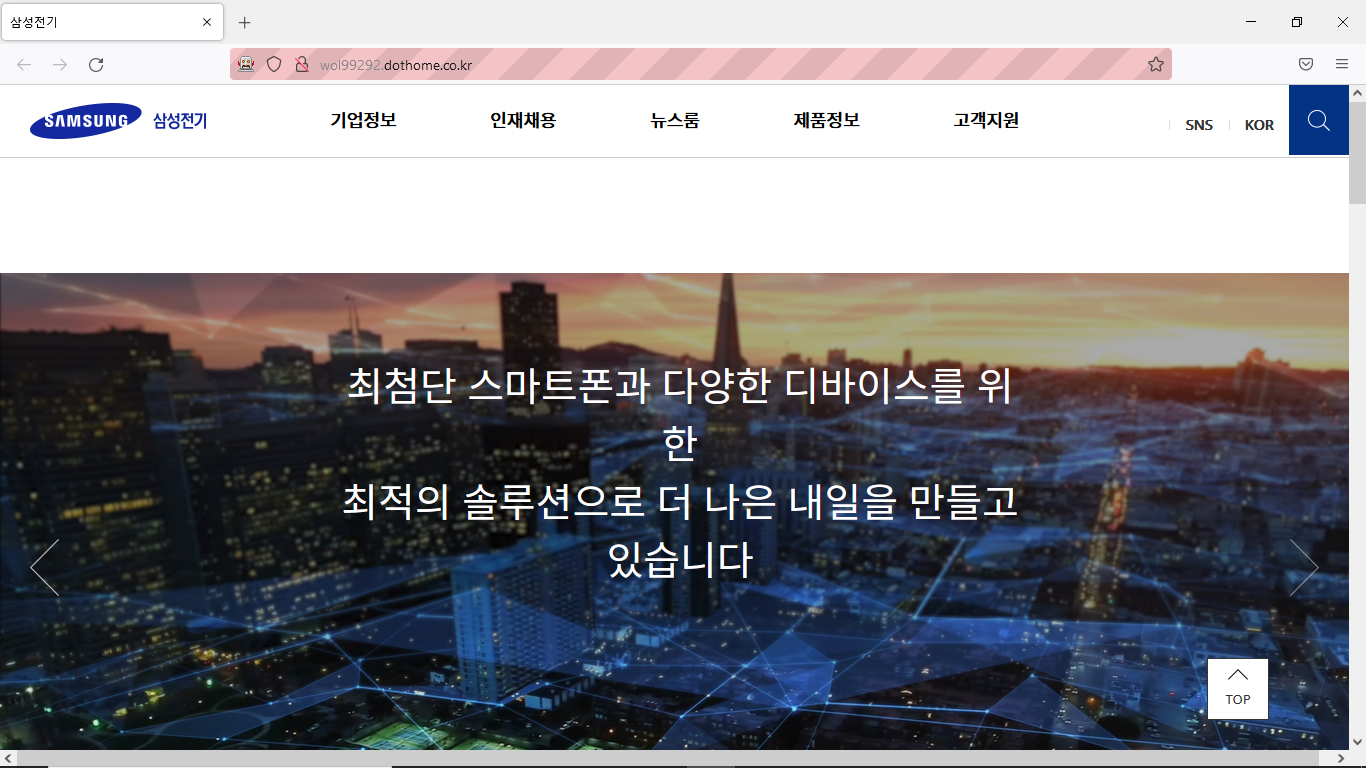 삼성전기
wol99292.dothome.co.kr
SAMSUNG 삼성전기 기업정보 인재채용 뉴스룸 제품정보 고객지원 SNS KOR
최첨단 스마트폰과 다양한 디바이스를 위
한
최적의 솔루션으로 더 나은 내일을 만들고
있습니다
TOP